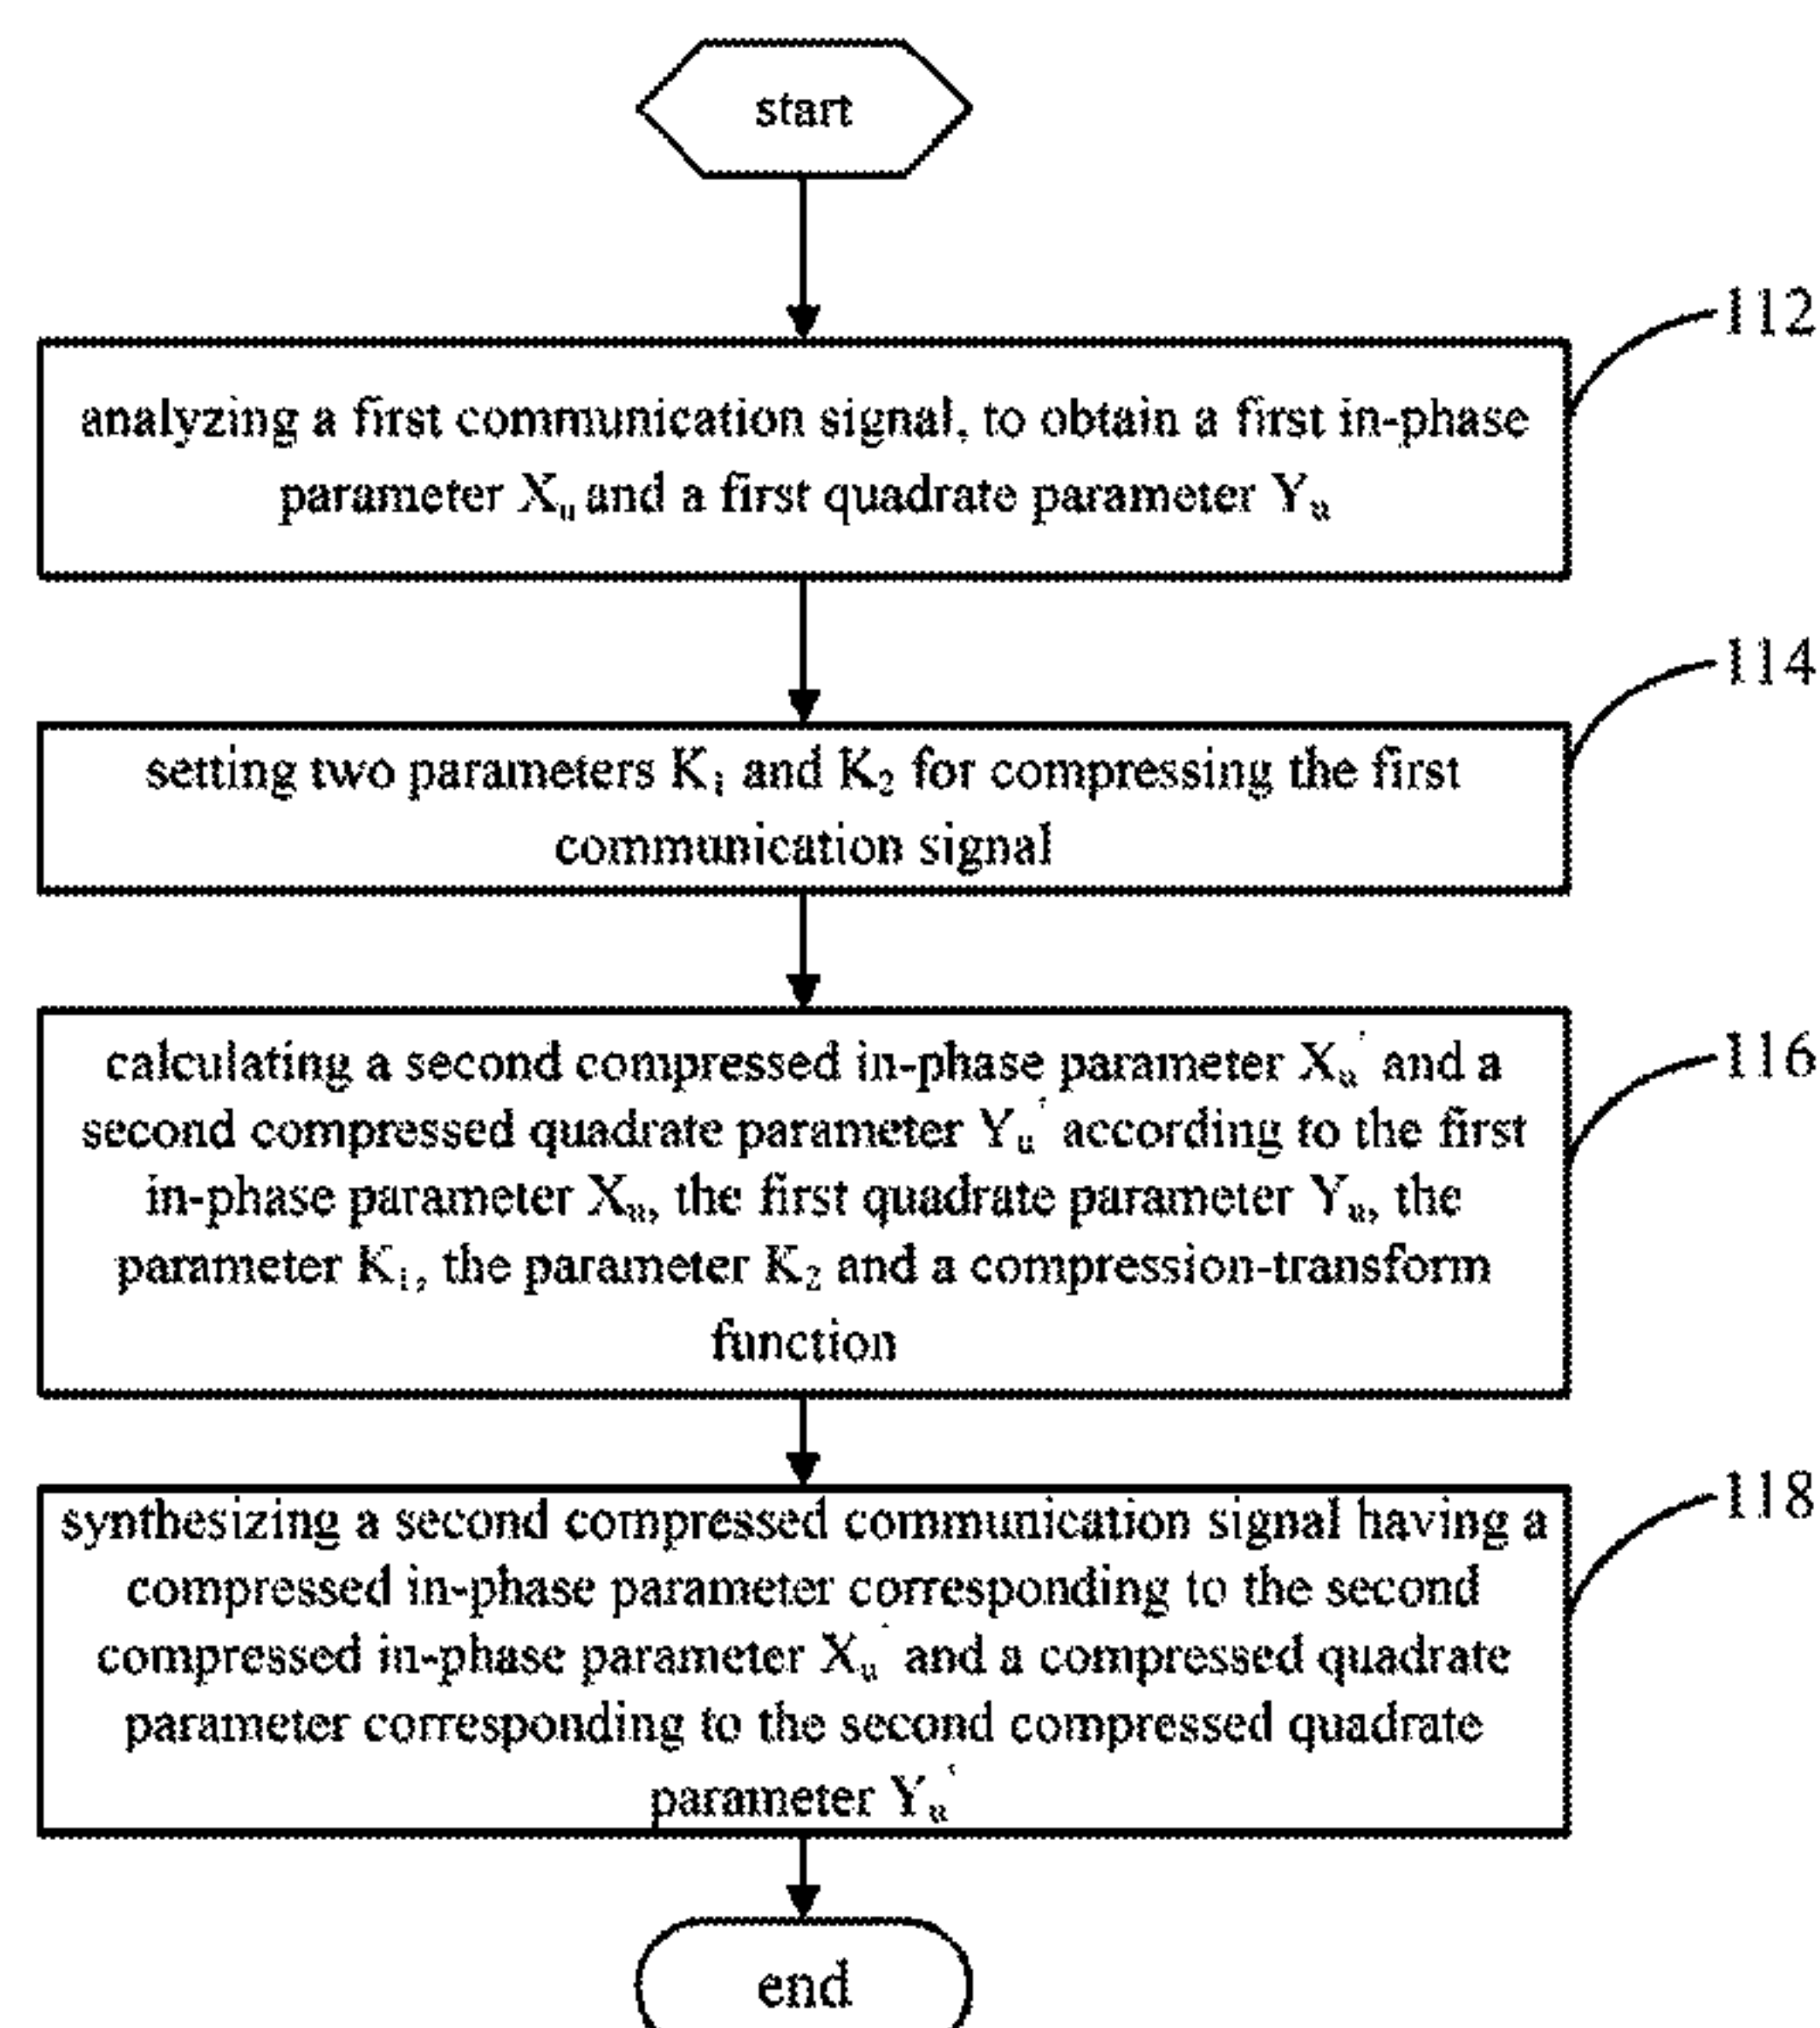 start
112
analyzing a first communication signal, to obtain a first in-phase
parameter Xᵤ and a first quadrate parameter Yᵤ
114
setting two parameters K₁ and K₂ for compressing the first
communication signal
116
calculating a second compressed in-phase parameter Xᵤ' and a
second compressed quadrate parameter Yᵤ' according to the first
in-phase parameter Xᵤ, the first quadrate parameter Yᵤ, the
parameter K₁, the parameter K₂ and a compression-transform
function
118
synthesizing a second compressed communication signal having a
compressed in-phase parameter corresponding to the second
compressed in-phase parameter Xᵤ' and a compressed quadrate
parameter corresponding to the second compressed quadrate
parameter Yᵤ'
end